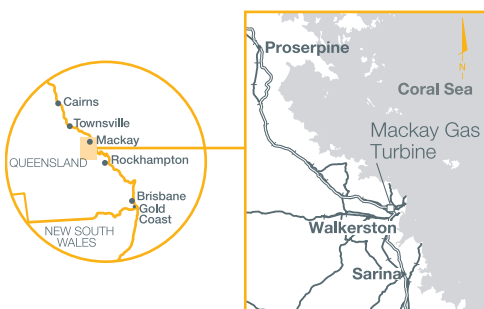 Cairns
Townsville
Mackay
QUEENSLAND
Rockhampton
Brisbane
Gold
Coast
NEW SOUTH
WALES
Proserpine
N
Coral Sea
Mackay Gas
Turbine
Walkerston
Sarina